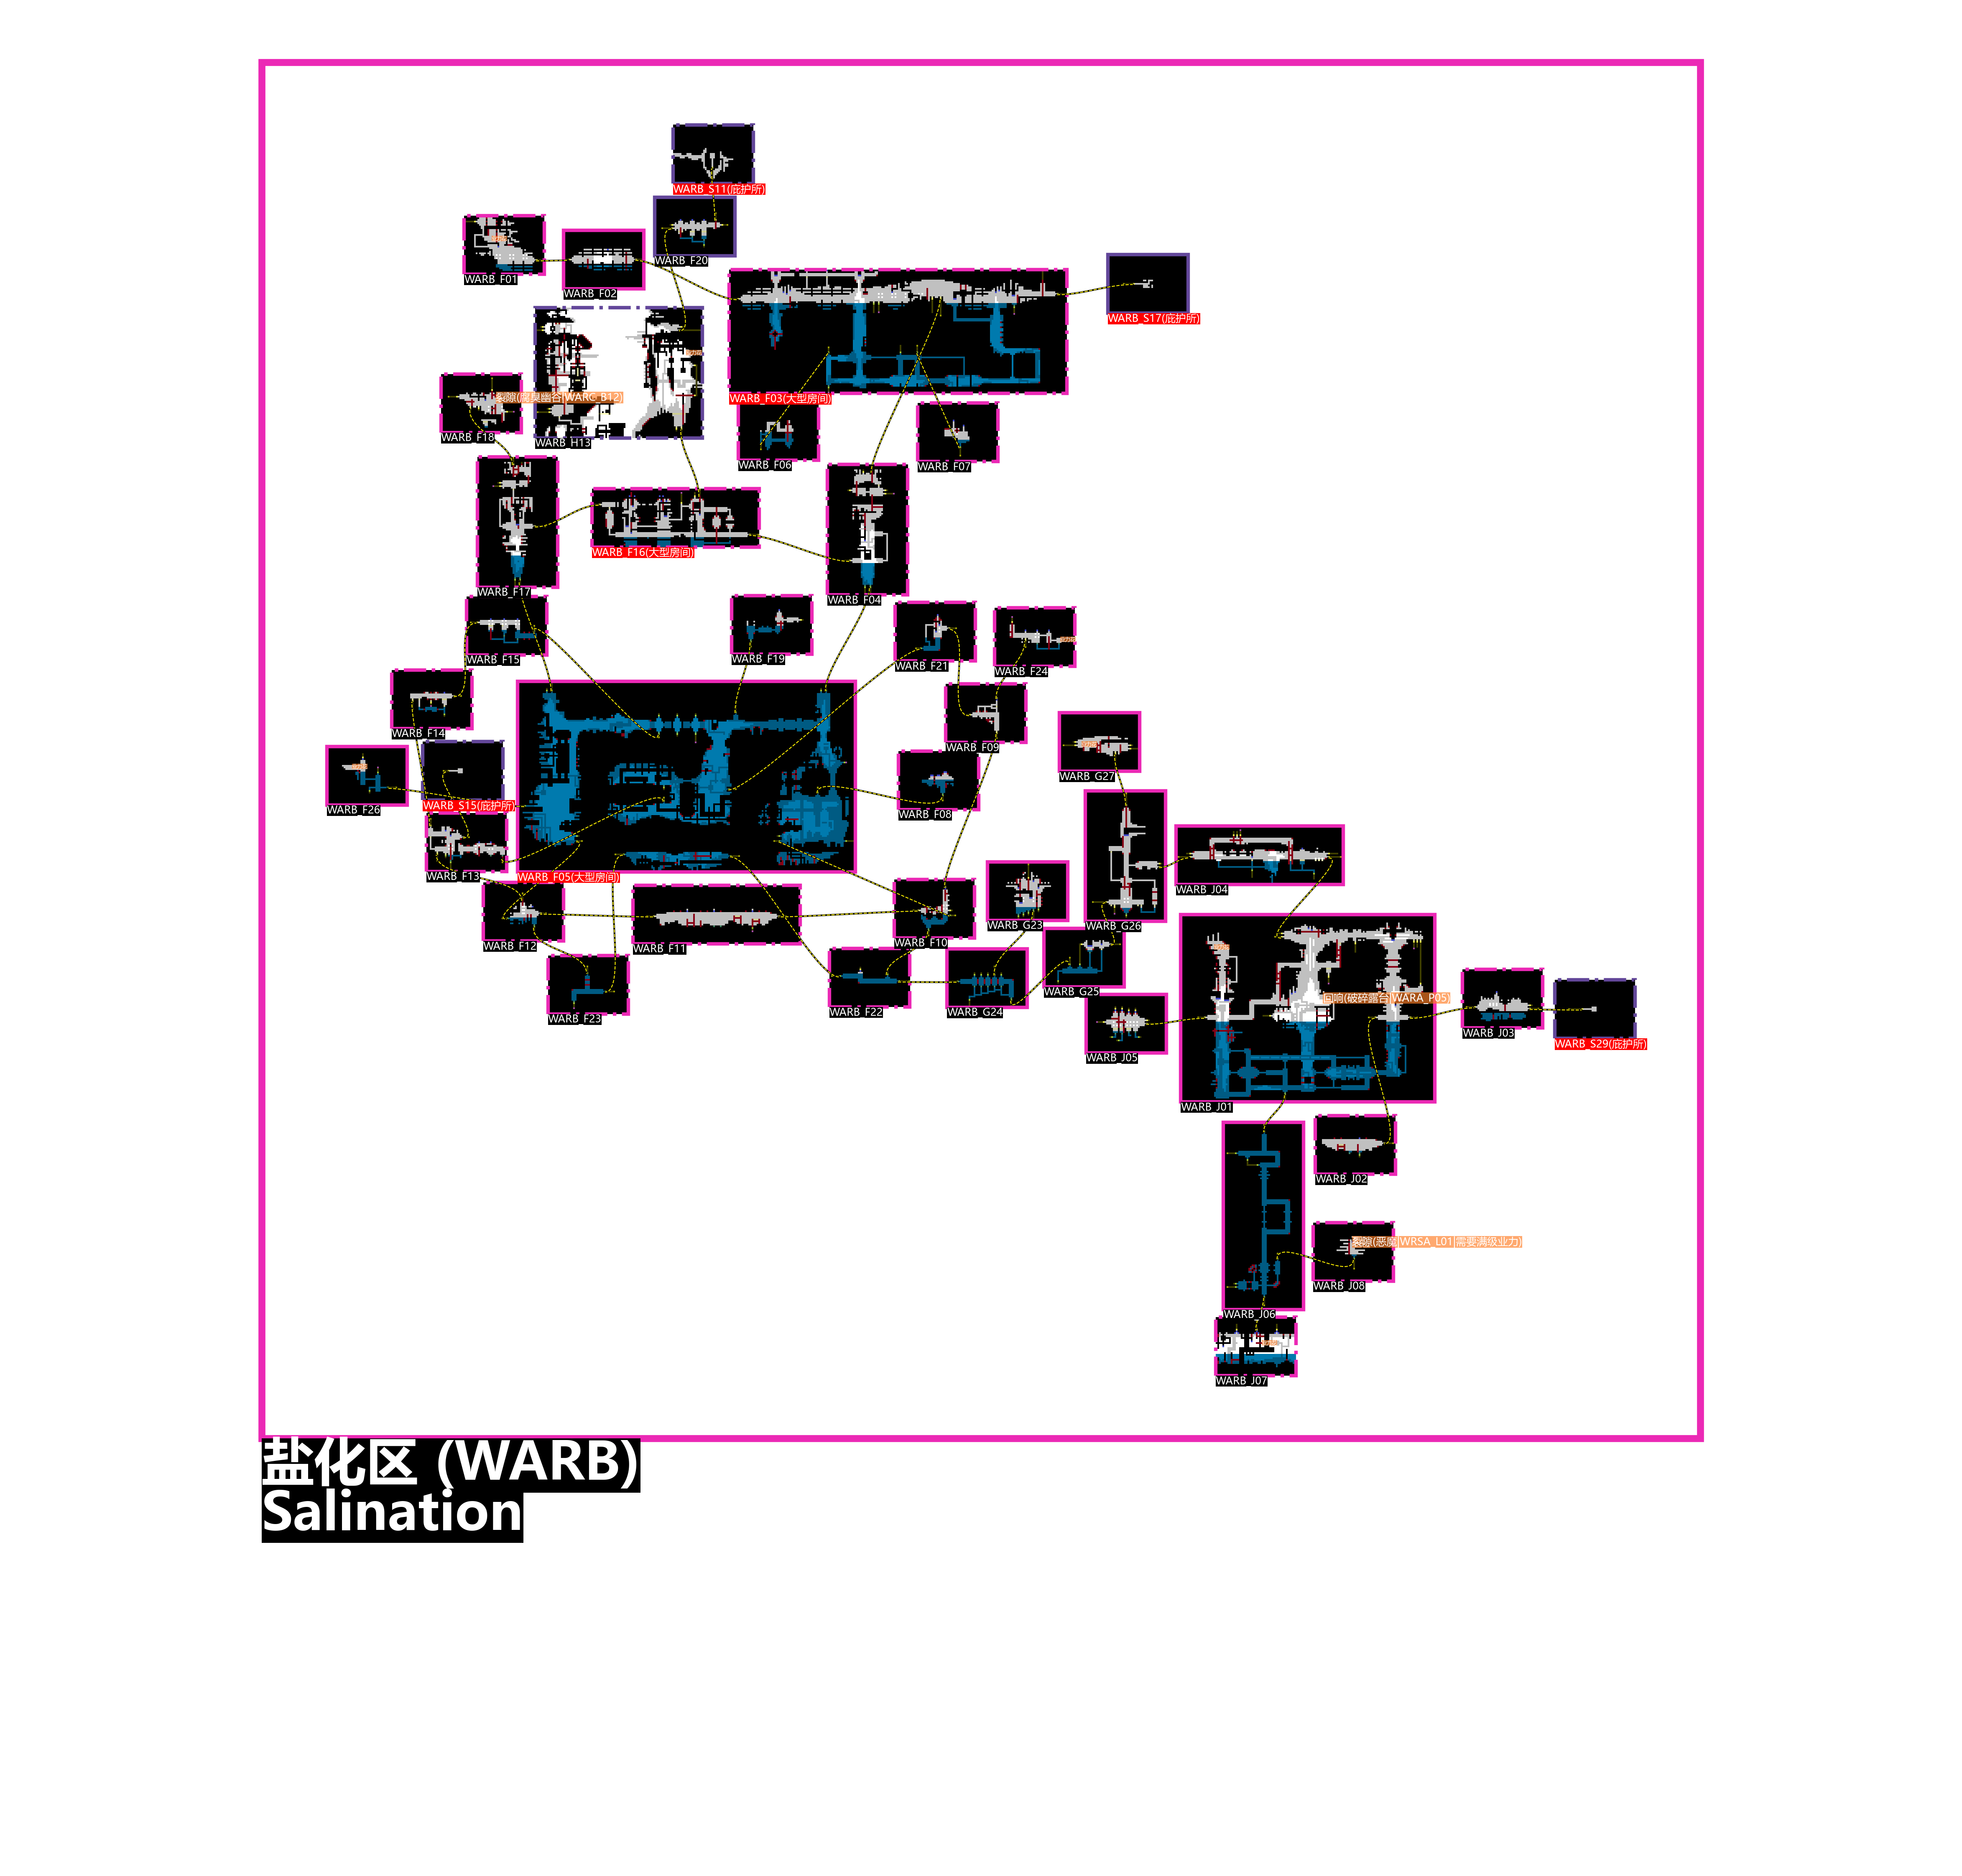 WARB_S11(庇护所)
WARB_F20
WARB_F01
WARB_F02
WARB_S17(庇护所)
WARB_F03(大型房间)
裂隙(腐臭幽谷|WARC_B12)
WARB_F18
WARB_H13
WARB_F06
WARB_F07
WARB_F16(大型房间)
WARB_F17
WARB_F04
WARB_F15
WARB_F19
WARB_F21
WARB_F24
WARB_F14
WARB_F09
WARB_G27
WARB_F26
WARB_S15(庇护所)
WARB_F08
WARB_F13
WARB_F05(大型房间)
WARB_J04
WARB_F12
WARB_F11
WARB_F10
WARB_G23
WARB_G26
WARB_G25
回响(破碎露台|WARA_P05)
WARB_F23
WARB_F22
WARB_G24
WARB_J03
WARB_S29(庇护所)
WARB_J05
WARB_J01
WARB_J02
裂隙(恶魔|WRSA_L01|需要满级业力)
WARB_J08
WARB_J06
WARB_J07
盐化区 (WARB)
Salination